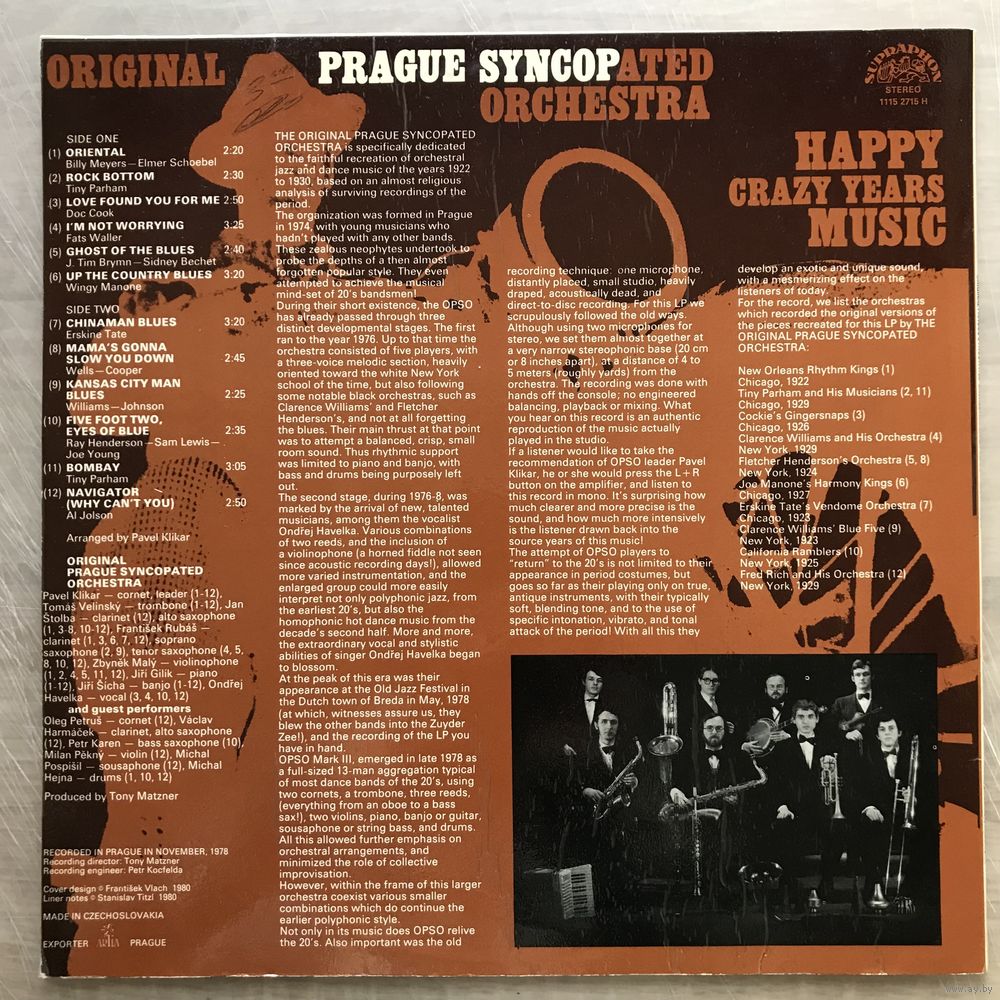 ORIGINAL PRAGUE SYNCOPATED
ORCHESTRA
SUPRAPHON
STEREO
1115 2715 H
HAPPY
CRAZY YEARS
MUSIC
SIDE ONE
(1) ORIENTAL 2:20
Billy Meyers — Elmer Schoebel
(2) ROCK BOTTOM 2:30
Tiny Parham
(3) LOVE FOUND YOU FOR ME 2:50
Doc Cook
(4) I'M NOT WORRYING 3:25
Fats Waller
(5) GHOST OF THE BLUES 2:40
J. Tim Brymn — Sidney Bechet
(6) UP THE COUNTRY BLUES 3:20
Wingy Manone
SIDE TWO
(7) CHINAMAN BLUES 3:20
Erskine Tate
(8) MAMA'S GONNA
SLOW YOU DOWN 2:45
Wells — Cooper
(9) KANSAS CITY MAN
BLUES 2:25
Williams — Johnson
(10) FIVE FOOT TWO,
EYES OF BLUE 2:35
Ray Henderson — Sam Lewis —
Joe Young
(11) BOMBAY 3:05
Tiny Parham
(12) NAVIGATOR
(WHY CAN'T YOU) 2:50
Al Jolson
Arranged by Pavel Klikar
ORIGINAL
PRAGUE SYNCOPATED
ORCHESTRA
Pavel Klikar — cornet, leader (1-12),
Tomáš Velinský — trombone (1-12), Jan
Štolba — clarinet (12), alto saxophone
(1, 3-8, 10-12), František Rubáš —
clarinet (1, 3, 6, 7, 12), soprano
saxophone (2, 9), tenor saxophone (4, 5,
8, 10, 12), Zbyněk Malý — violinophone
(1, 2, 4, 5, 11, 12), Jiří Gilík — piano
(1-12), Jiří Šícha — banjo (1-12), Ondřej
Havelka — vocal (3, 4, 10, 12)
and guest performers
Oleg Petruš — cornet (12), Václav
Harmáček — clarinet, alto saxophone
(12), Petr Karen — bass saxophone (10),
Milan Pěkný — violin (12), Michal
Pospíšil — sousaphone (12), Michal
Hejna — drums (1, 10, 12)
Produced by Tony Matzner
RECORDED IN PRAGUE IN NOVEMBER, 1978
Recording director: Tony Matzner
Recording engineer: Petr Kocfelda
Cover design © František Vlach 1980
Liner notes © Stanislav Titzl 1980
MADE IN CZECHOSLOVAKIA
EXPORTER ARTIA PRAGUE
THE ORIGINAL PRAGUE SYNCOPATED
ORCHESTRA is specifically dedicated
to the faithful recreation of orchestral
jazz and dance music of the years 1922
to 1930, based on an almost religious
analysis of surviving recordings of the
period.
The organization was formed in Prague
in 1974, with young musicians who
hadn't played with any other bands.
These zealous neophytes undertook to
probe the depths of a then almost
forgotten popular style. They even
attempted to achieve the musical
mind-set of 20's bandsmen!
During their short existence, the OPSO
has already passed through three
distinct developmental stages. The first
ran to the year 1976. Up to that time the
orchestra consisted of five players, with
a three-voice melodic section, heavily
oriented toward the white New York
school of the time, but also following
some notable black orchestras, such as
Clarence Williams' and Fletcher
Henderson's, and not at all forgetting
the blues. Their main thrust at that point
was to attempt a balanced, crisp, small
room sound. Thus rhythmic support
was limited to piano and banjo, with
bass and drums being purposely left
out.
The second stage, during 1976-8, was
marked by the arrival of new, talented
musicians, among them the vocalist
Ondřej Havelka. Various combinations
of two reeds, and the inclusion of
a violinophone (a horned fiddle not seen
since acoustic recording days!), allowed
more varied instrumentation, and the
enlarged group could more easily
interpret not only polyphonic jazz, from
the earliest 20's, but also the
homophonic hot dance music from the
decade's second half. More and more,
the extraordinary vocal and stylistic
abilities of singer Ondřej Havelka began
to blossom.
At the peak of this era was their
appearance at the Old Jazz Festival in
the Dutch town of Breda in May, 1978
(at which, witnesses assure us, they
blew the other bands into the Zuyder
Zee!), and the recording of the LP you
have in hand.
OPSO Mark III, emerged in late 1978 as
a full-sized 13-man aggregation typical
of most dance bands of the 20's, using
two cornets, a trombone, three reeds,
(everything from an oboe to a bass
sax!), two violins, piano, banjo or guitar,
sousaphone or string bass, and drums.
All this allowed further emphasis on
orchestral arrangements, and
minimized the role of collective
improvisation.
However, within the frame of this larger
orchestra coexist various smaller
combinations which do continue the
earlier polyphonic style.
Not only in its music does OPSO relive
the 20's. Also important was the old
recording technique: one microphone,
distantly placed, small studio, heavily
draped, acoustically dead, and
direct-to-disc recording. For this LP we
scrupulously followed the old ways.
Although using two microphones for
stereo, we set them almost together at
a very narrow stereophonic base (20 cm
or 8 inches apart), at a distance of 4 to
5 meters (roughly yards) from the
orchestra. The recording was done with
hands off the console; no engineered
balancing, playback or mixing. What
you hear on this record is an authentic
reproduction of the music actually
played in the studio.
If a listener would like to take the
recommendation of OPSO leader Pavel
Klikar, he or she would press the L+R
button on the amplifier, and listen to
this record in mono. It's surprising how
much clearer and more precise is the
sound, and how much more intensively
is the listener drawn back into the
source years of this music!
The attempt of OPSO players to
"return" to the 20's is not limited to their
appearance in period costumes, but
goes so far as their playing only on true,
antique instruments, with their typically
soft, blending tone, and to the use of
specific intonation, vibrato, and tonal
attack of the period! With all this they
develop an exotic and unique sound,
with a mesmerizing effect on the
listeners of today.
For the record, we list the orchestras
which recorded the original versions of
the pieces recreated for this LP by THE
ORIGINAL PRAGUE SYNCOPATED
ORCHESTRA:
New Orleans Rhythm Kings (1)
Chicago, 1922
Tiny Parham and His Musicians (2, 11)
Chicago, 1929
Cookie's Gingersnaps (3)
Chicago, 1926
Clarence Williams and His Orchestra (4)
New York, 1929
Fletcher Henderson's Orchestra (5, 8)
New York, 1924
Joe Manone's Harmony Kings (6)
Chicago, 1927
Erskine Tate's Vendome Orchestra (7)
Chicago, 1923
Clarence Williams' Blue Five (9)
New York, 1923
California Ramblers (10)
New York, 1925
Fred Rich and His Orchestra (12)
New York, 1929
www.ay.by